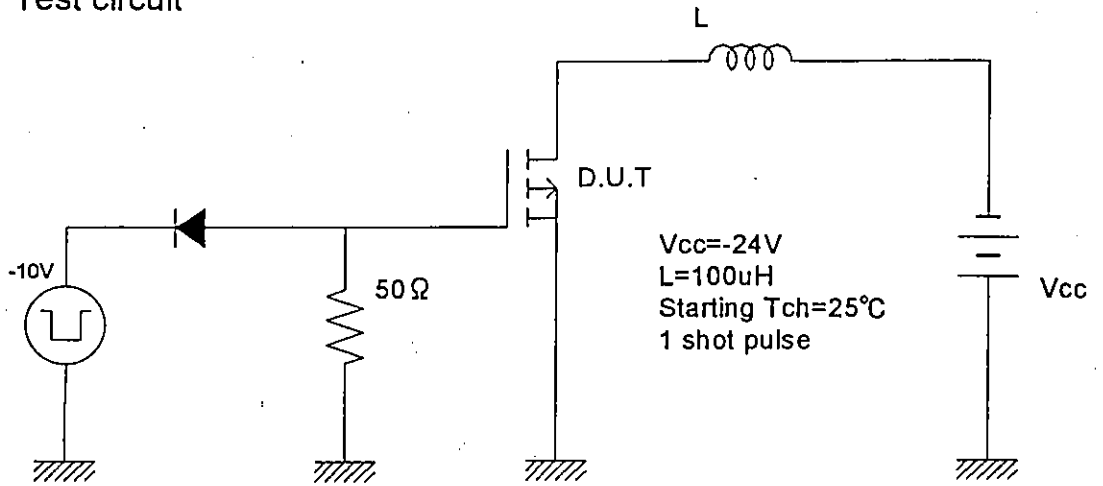 Test circuit
L
D.U.T
-10V
50Ω
Vcc=-24V
L=100uH
Starting Tch=25℃
1 shot pulse
Vcc